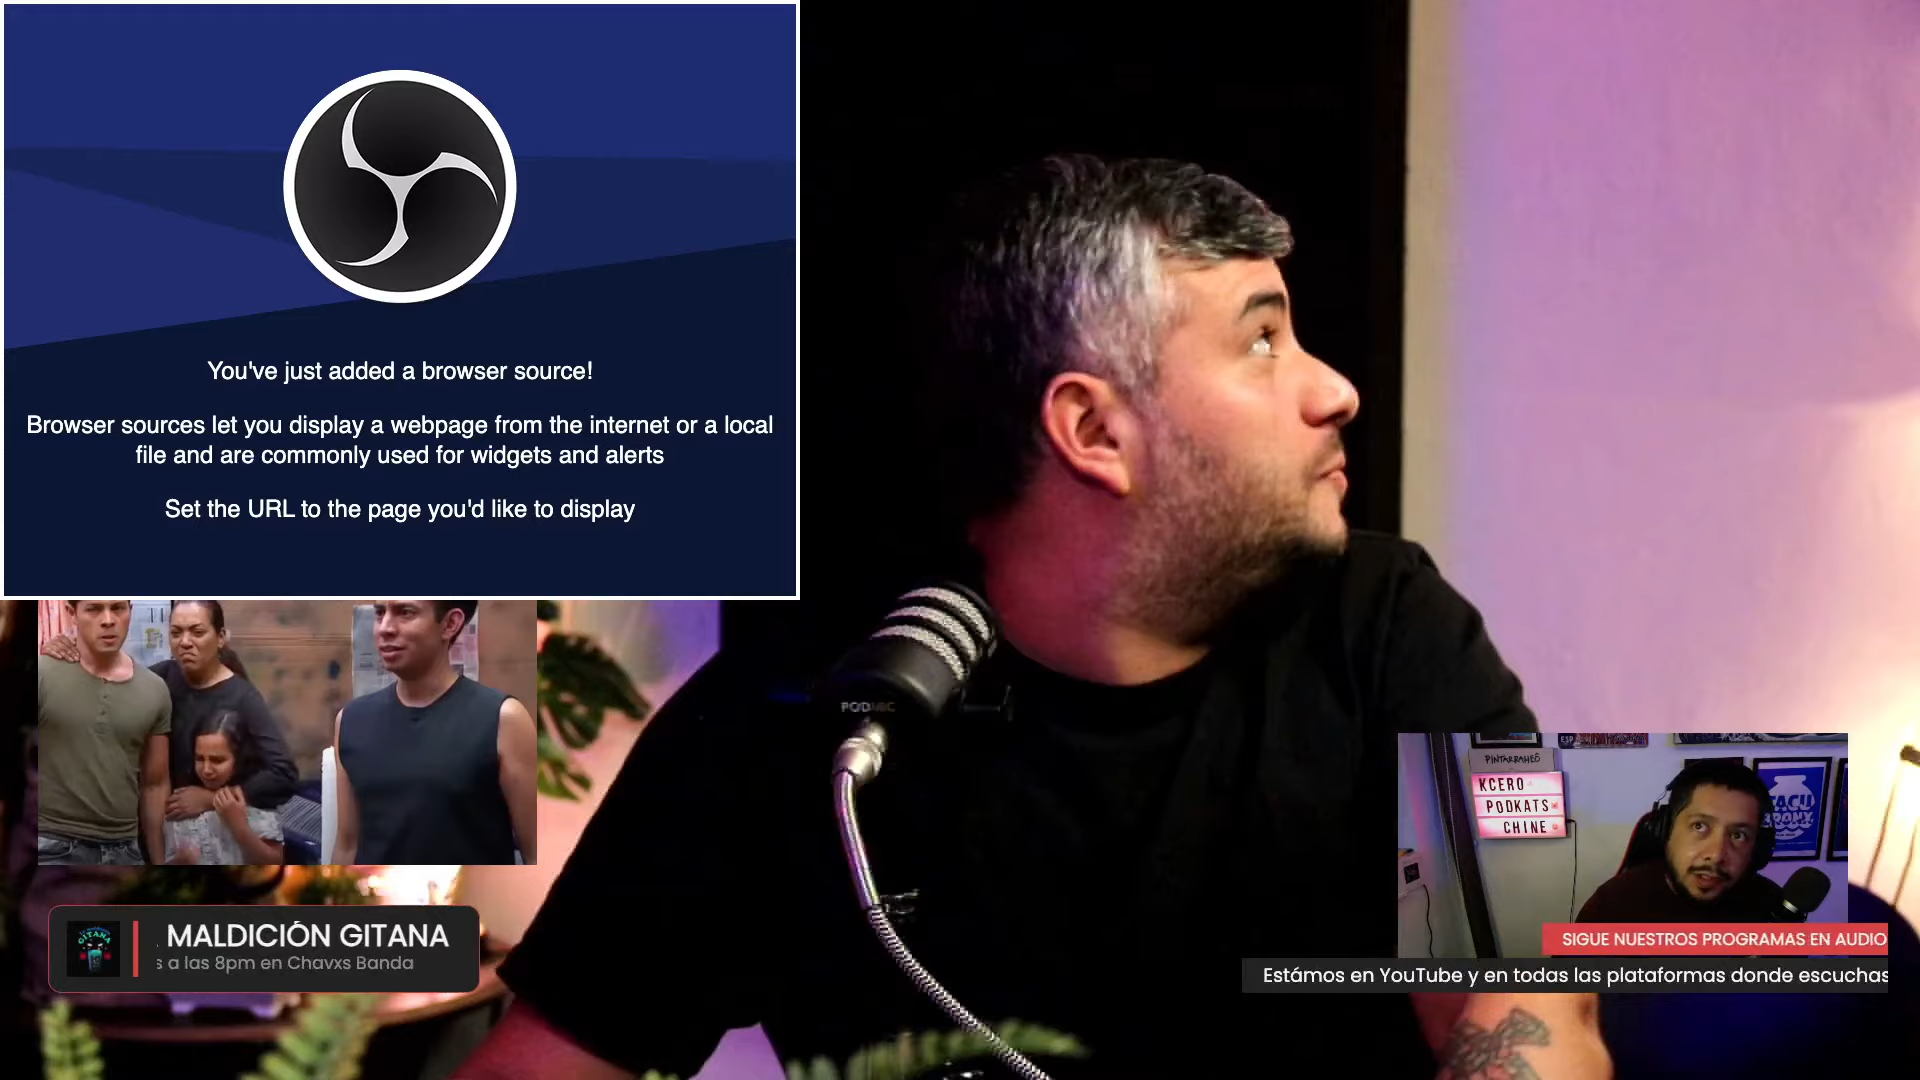 You've just added a browser source!
Browser sources let you display a webpage from the internet or a local
file and are commonly used for widgets and alerts
Set the URL to the page you'd like to display
PODMIC
PINTARRAHEÓ
KCERO
PODKATS
CHINE
GITANA
MALDICIÓN GITANA
s a las 8pm en Chavxs Banda
SIGUE NUESTROS PROGRAMAS EN AUDIO
Estámos en YouTube y en todas las plataformas donde escuchas